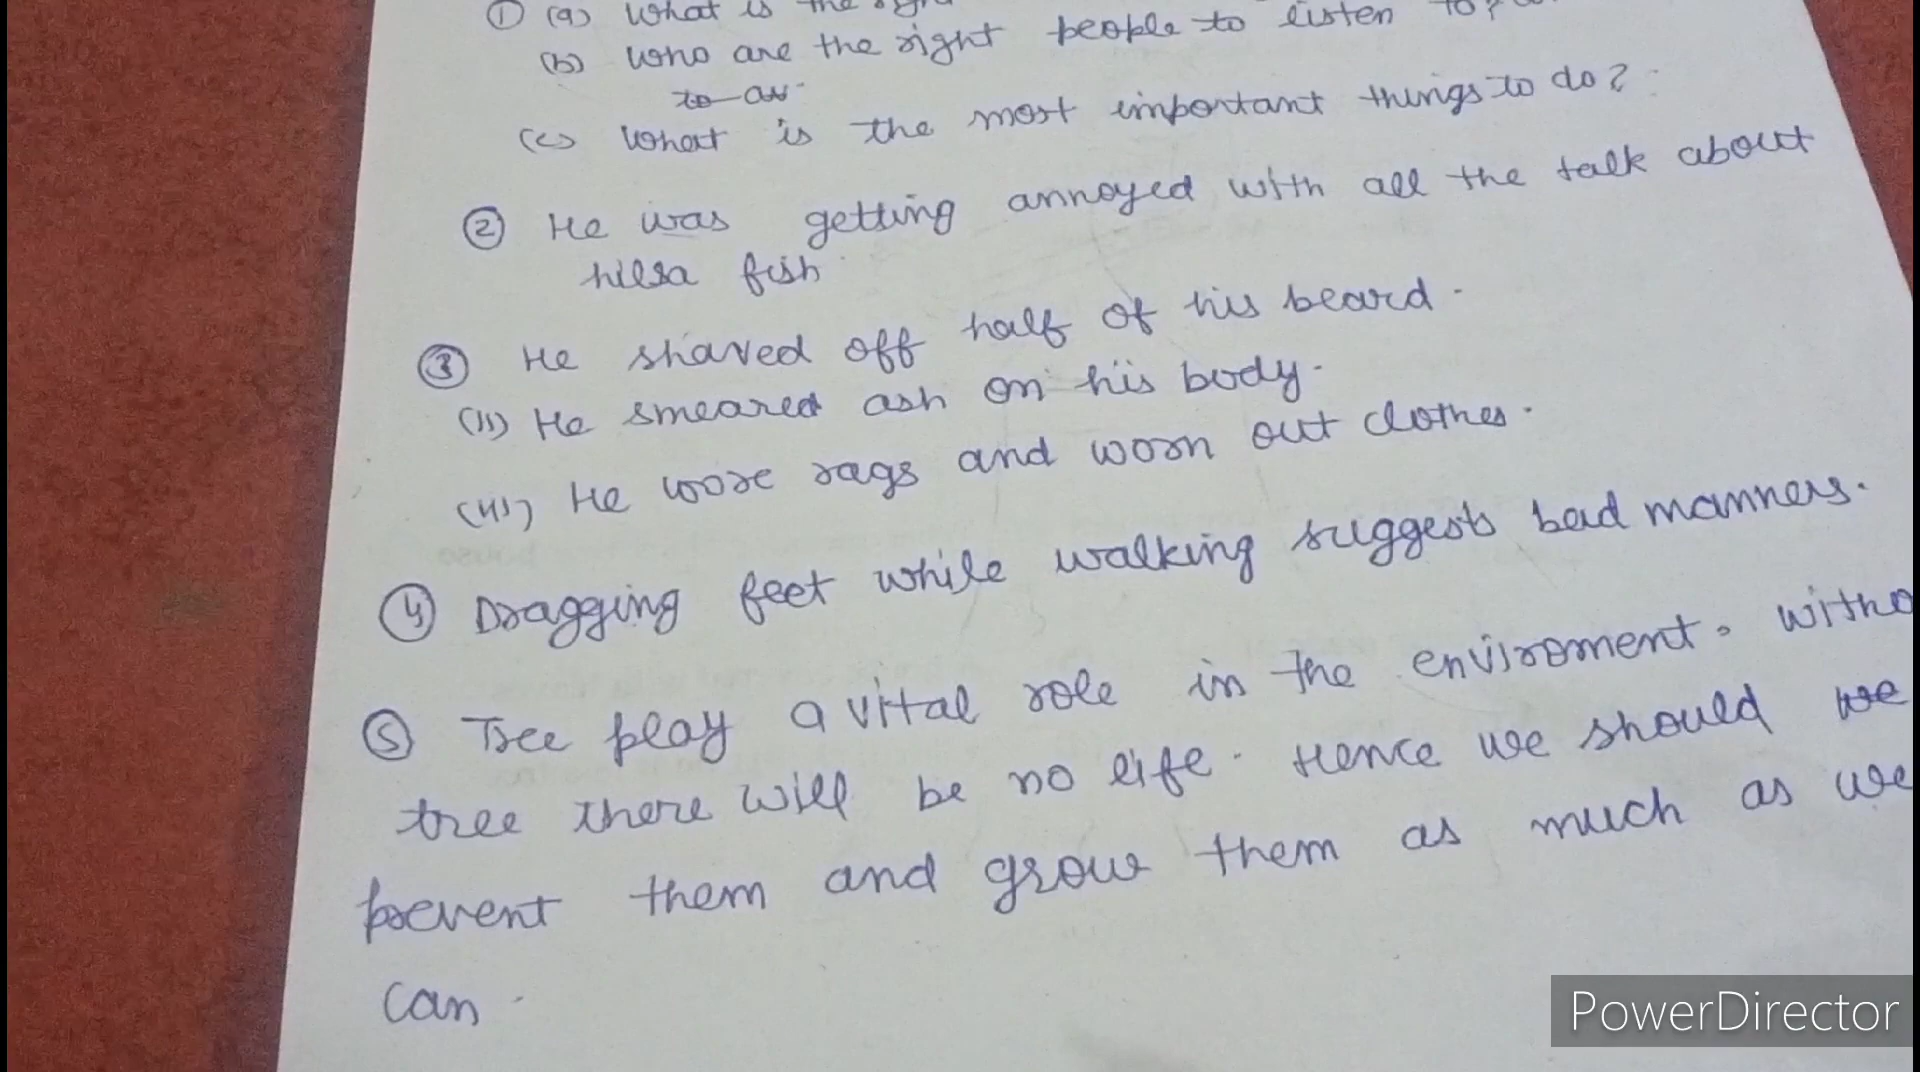 ① (a) What is the
(b) who are the right people to listen to?
to
(c) What is the most important things to do?
② He was getting annoyed with all the talk about
hilsa fish
③ He shaved off half of his beard.
(ii) He smeared ash on his body.
(iii) He wore rags and worn out clothes.
④ Dragging feet while walking suggests bad manners.
⑤ Tree play a vital role in the enviroment. witho
tree there will be no life. Hence we should we
prevent them and grow them as much as we
can.
PowerDirector